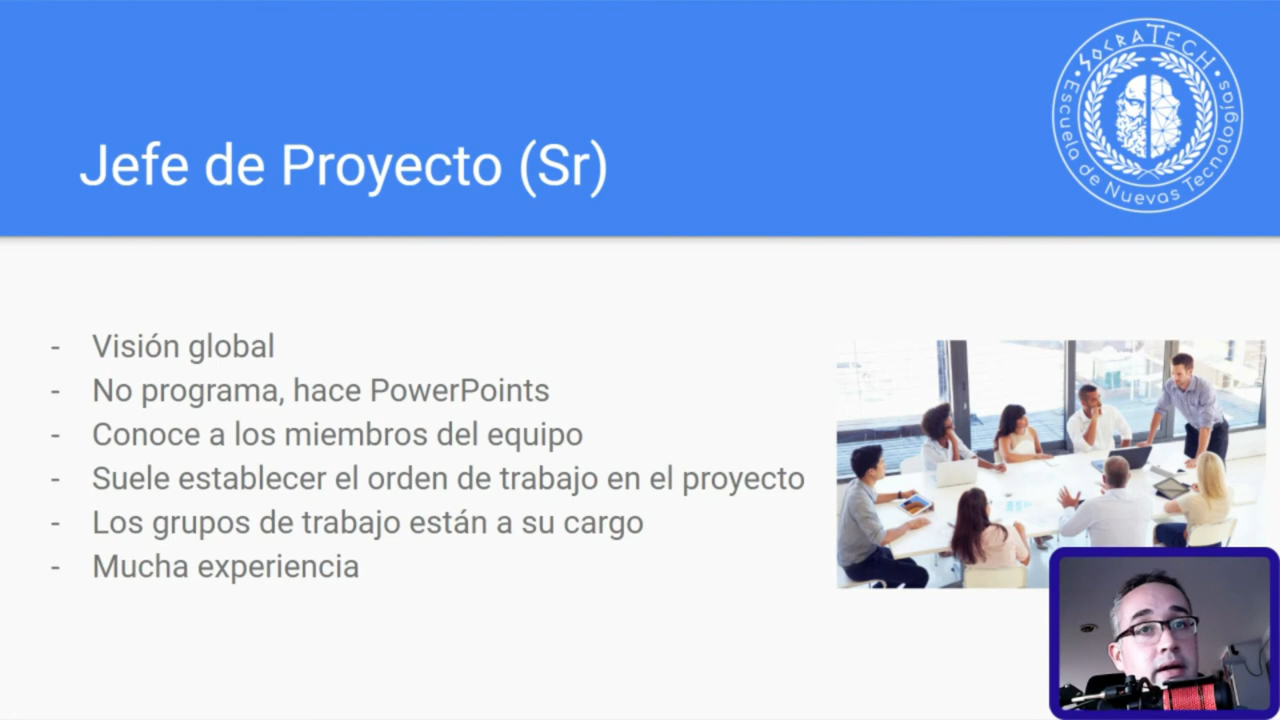 SOCRATECH
Escuela de Nuevas Tecnologías
Jefe de Proyecto (Sr)
- Visión global
- No programa, hace PowerPoints
- Conoce a los miembros del equipo
- Suele establecer el orden de trabajo en el proyecto
- Los grupos de trabajo están a su cargo
- Mucha experiencia